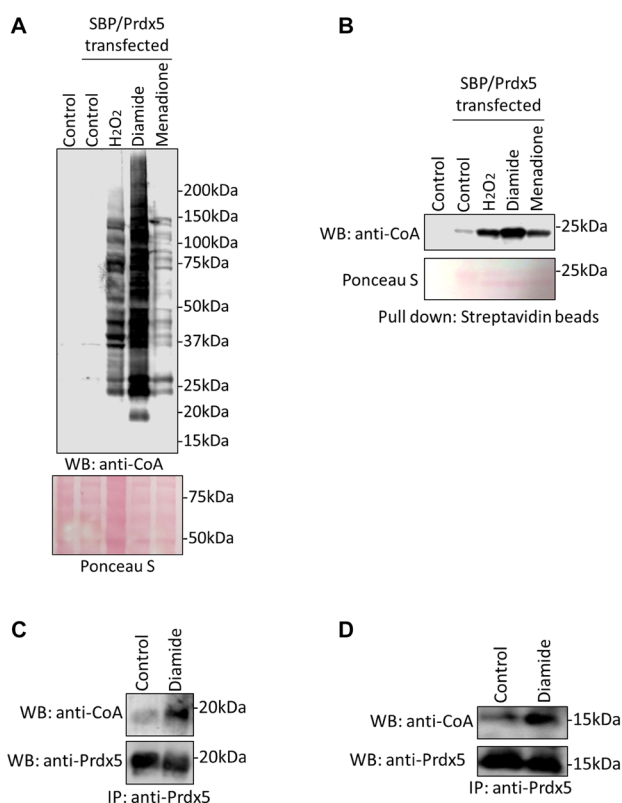 A
SBP/Prdx5
transfected
Control
Control
H2O2
Diamide
Menadione
-200kDa
-150kDa
-100kDa
-75kDa
-50kDa
-37kDa
-25kDa
-20kDa
-15kDa
WB: anti-CoA
-75kDa
-50kDa
Ponceau S
B
SBP/Prdx5
transfected
Control
Control
H2O2
Diamide
Menadione
WB: anti-CoA
-25kDa
Ponceau S
-25kDa
Pull down: Streptavidin beads
C
Control
Diamide
WB: anti-CoA
-20kDa
WB: anti-Prdx5
-20kDa
IP: anti-Prdx5
D
Control
Diamide
WB: anti-CoA
-15kDa
WB: anti-Prdx5
-15kDa
IP: anti-Prdx5